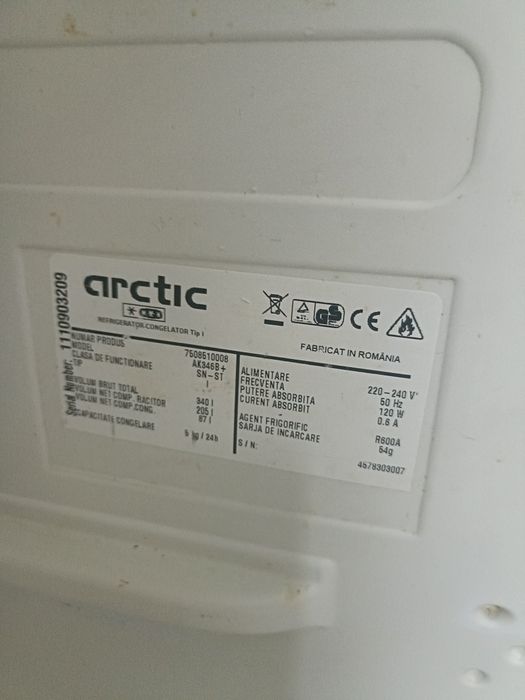 arctic
REFRIGERATOR-CONGELATOR Tip I
NUMAR PRODUS 7508510008
MODEL AK346B+
CLASA DE FUNCTIONARE SN-ST
TIP I
VOLUM BRUT TOTAL 340 l
VOLUM NET COMP. RACITOR 205 l
VOLUM NET COMP.CONG. 87 l
CAPACITATE CONGELARE 5 kg/24h
Serial Number: 1110903209
GS
CE
FABRICAT IN ROMÂNIA
ALIMENTARE 220-240 V
FRECVENTA 50 Hz
PUTERE ABSORBITA 120 W
CURENT ABSORBIT 0.6 A
AGENT FRIGORIFIC R600A
SARJA DE INCARCARE 64g
S/N: 4578303007